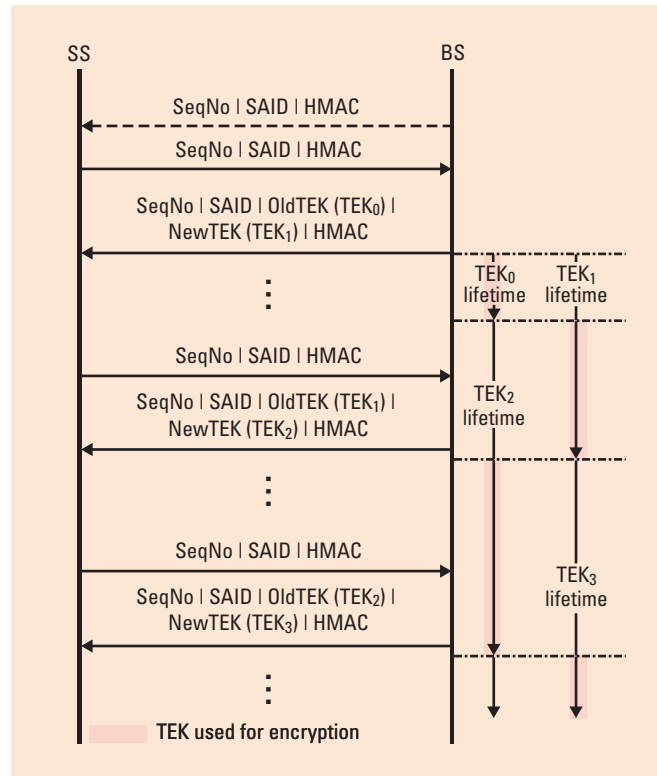 SS
BS
SeqNo | SAID | HMAC
SeqNo | SAID | HMAC
SeqNo | SAID | OldTEK (TEK₀) |
NewTEK (TEK₁) | HMAC
TEK₀
lifetime
TEK₁
lifetime
SeqNo | SAID | HMAC
SeqNo | SAID | OldTEK (TEK₁) |
NewTEK (TEK₂) | HMAC
TEK₂
lifetime
SeqNo | SAID | HMAC
SeqNo | SAID | OldTEK (TEK₂) |
NewTEK (TEK₃) | HMAC
TEK₃
lifetime
TEK used for encryption